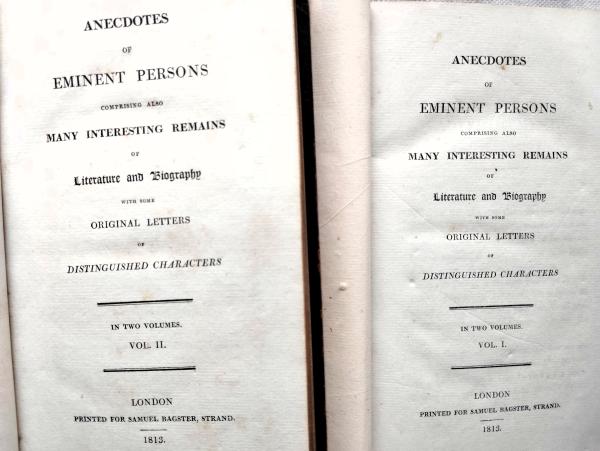 ANECDOTES
OF
EMINENT PERSONS
COMPRISING ALSO
MANY INTERESTING REMAINS
OF
Literature and Biography
WITH SOME
ORIGINAL LETTERS
OF
DISTINGUISHED CHARACTERS
IN TWO VOLUMES.
VOL. II.
LONDON
PRINTED FOR SAMUEL BAGSTER, STRAND.
1813.
ANECDOTES
OF
EMINENT PERSONS
COMPRISING ALSO
MANY INTERESTING REMAINS
OF
Literature and Biography
WITH SOME
ORIGINAL LETTERS
OF
DISTINGUISHED CHARACTERS
IN TWO VOLUMES.
VOL. I.
LONDON
PRINTED FOR SAMUEL BAGSTER, STRAND.
1813.